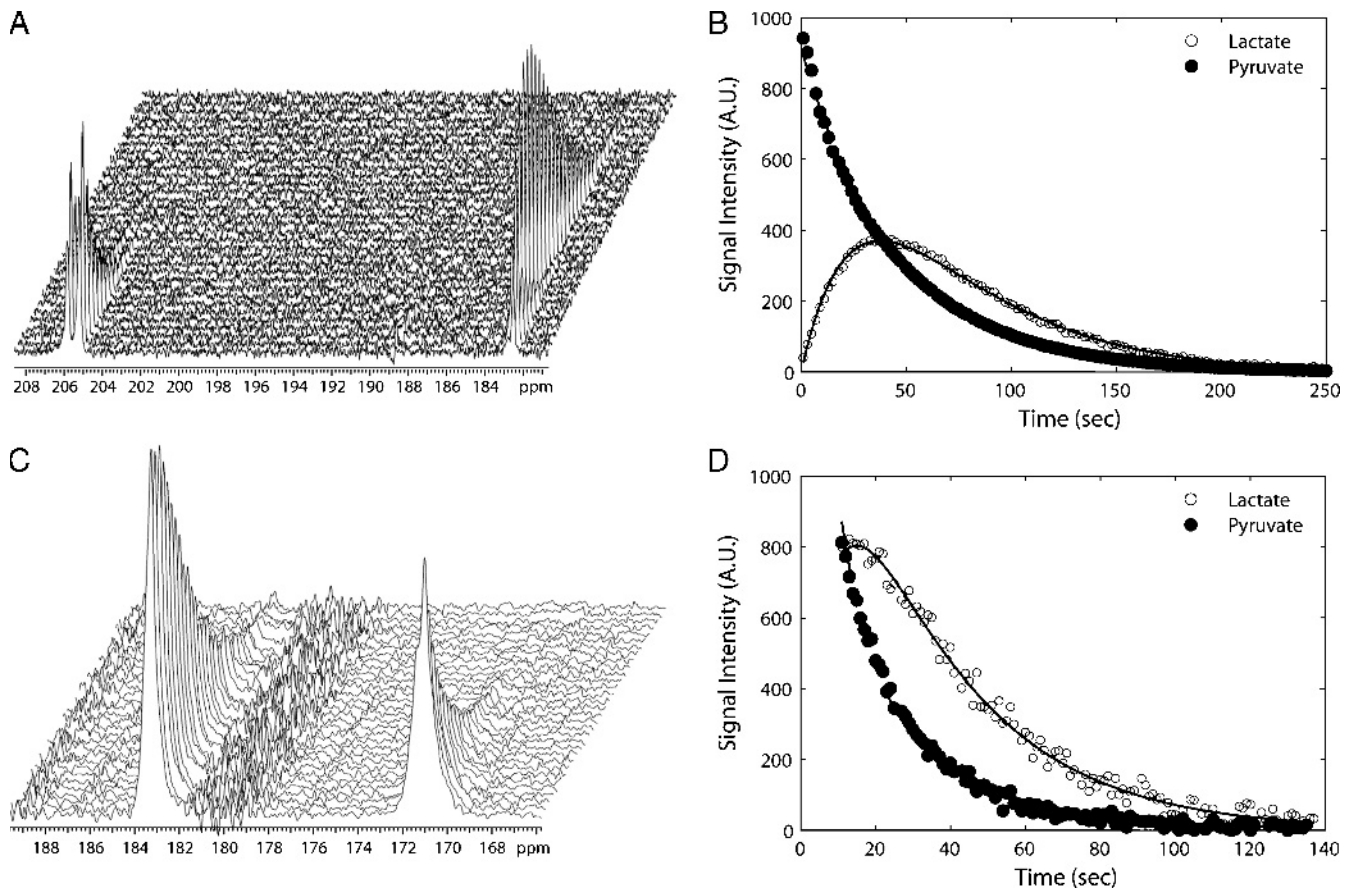 A
208 206 204 202 200 198 196 194 192 190 188 186 184 ppm
B
1000
800
600
400
200
0
Signal Intensity (A.U.)
Lactate
Pyruvate
0 50 100 150 200 250
Time (sec)
C
188 186 184 182 180 178 176 174 172 170 168 ppm
D
1000
800
600
400
200
0
Signal Intensity (A.U.)
Lactate
Pyruvate
0 20 40 60 80 100 120 140
Time (sec)